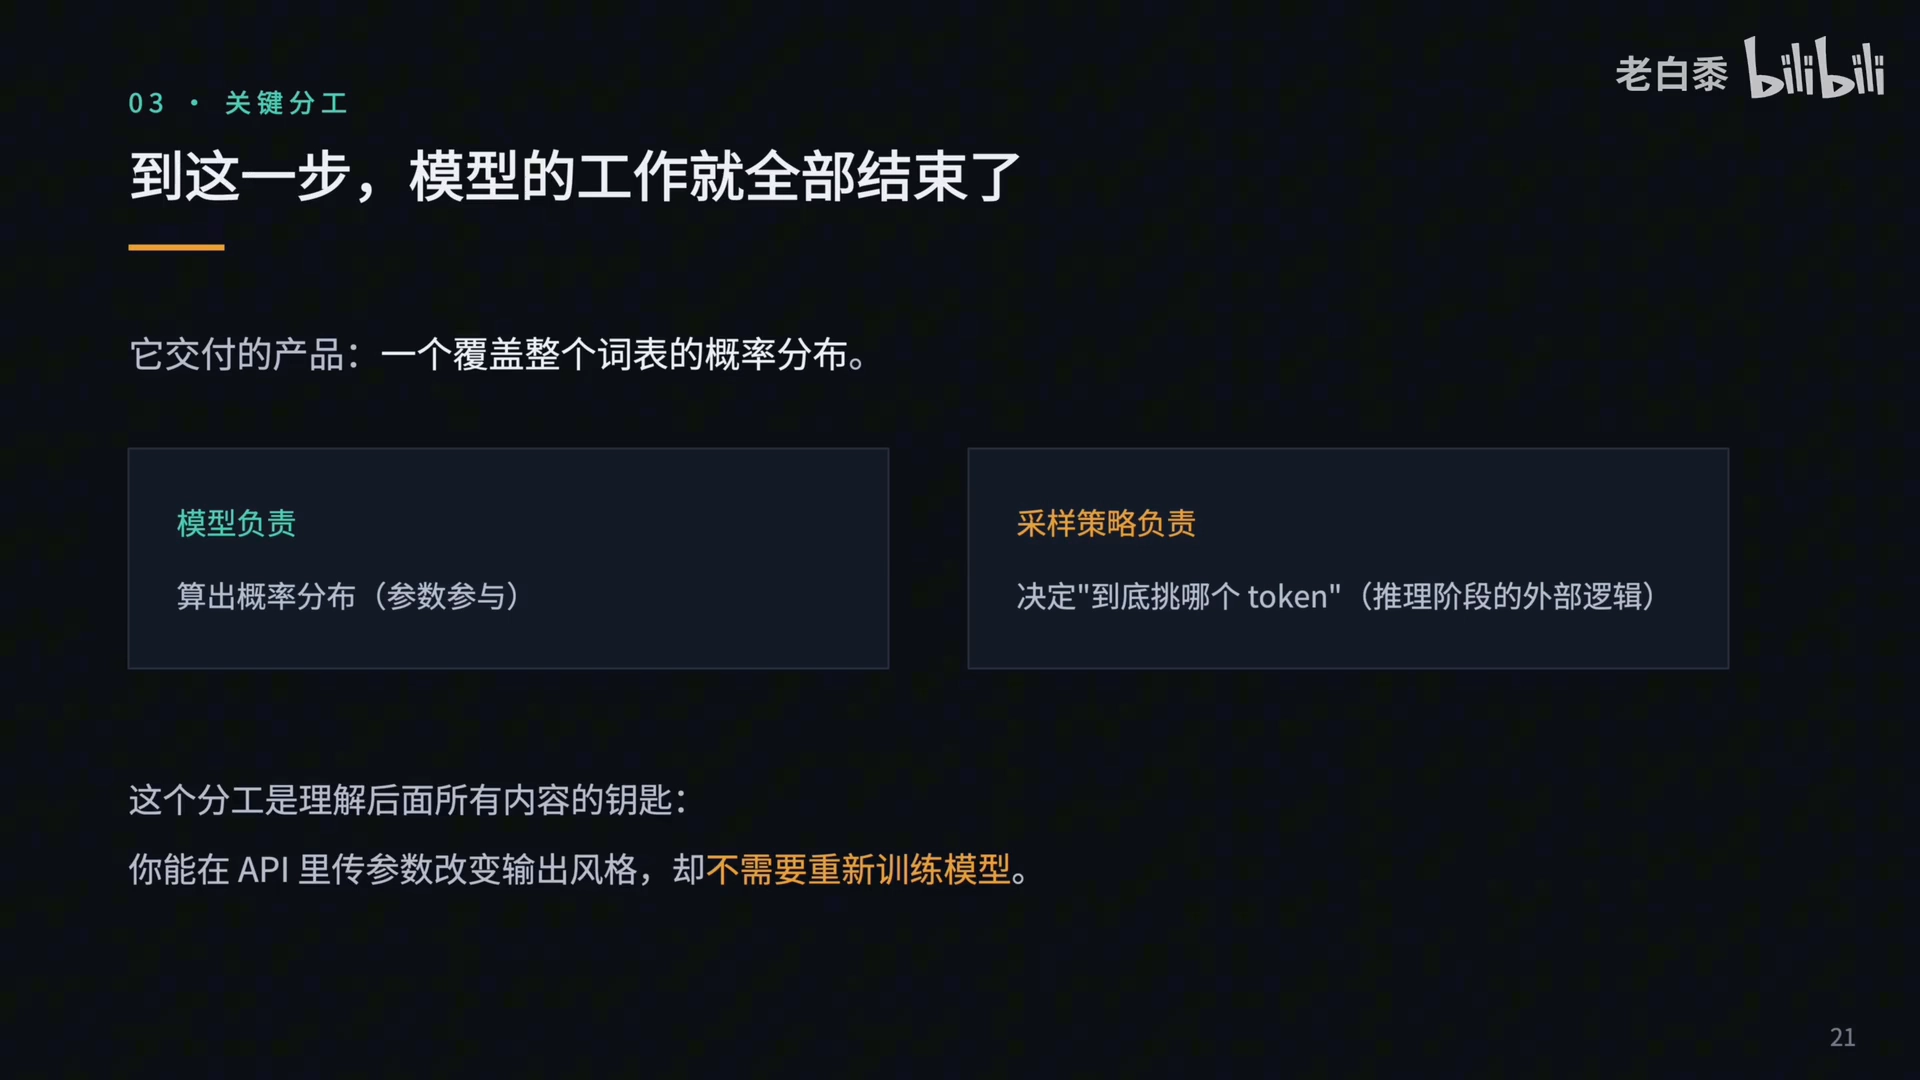 老白黍 bilibili
03 · 关键分工
到这一步，模型的工作就全部结束了
它交付的产品：一个覆盖整个词表的概率分布。
模型负责
算出概率分布（参数参与）
采样策略负责
决定"到底挑哪个 token"（推理阶段的外部逻辑）
这个分工是理解后面所有内容的钥匙：
你能在 API 里传参数改变输出风格，却不需要重新训练模型。
21